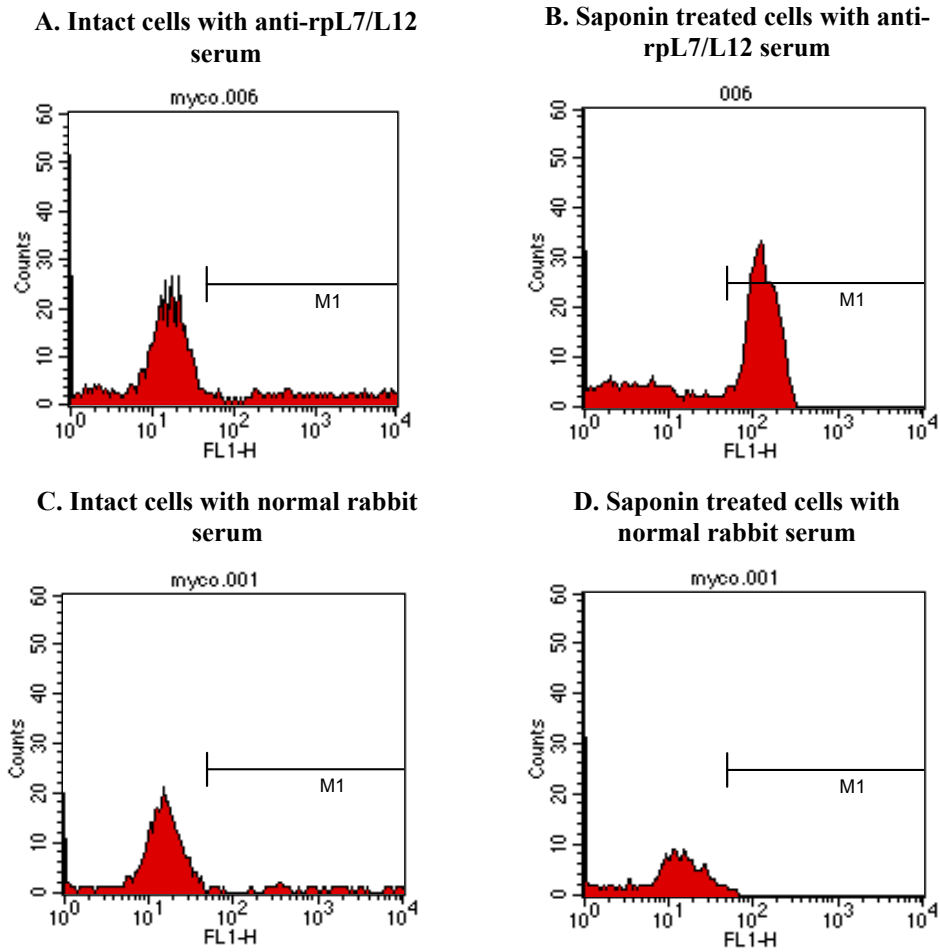 A. Intact cells with anti-rpL7/L12
serum
myco.006
60
50
40
30
20
10
0
Counts
M1
10^0 10^1 10^2 10^3 10^4
FL1-H
B. Saponin treated cells with anti-
rpL7/L12 serum
006
60
50
40
30
20
10
0
Counts
M1
10^0 10^1 10^2 10^3 10^4
FL1-H
C. Intact cells with normal rabbit
serum
myco.001
60
50
40
30
20
10
0
Counts
M1
10^0 10^1 10^2 10^3 10^4
FL1-H
D. Saponin treated cells with
normal rabbit serum
myco.001
60
50
40
30
20
10
0
Counts
M1
10^0 10^1 10^2 10^3 10^4
FL1-H